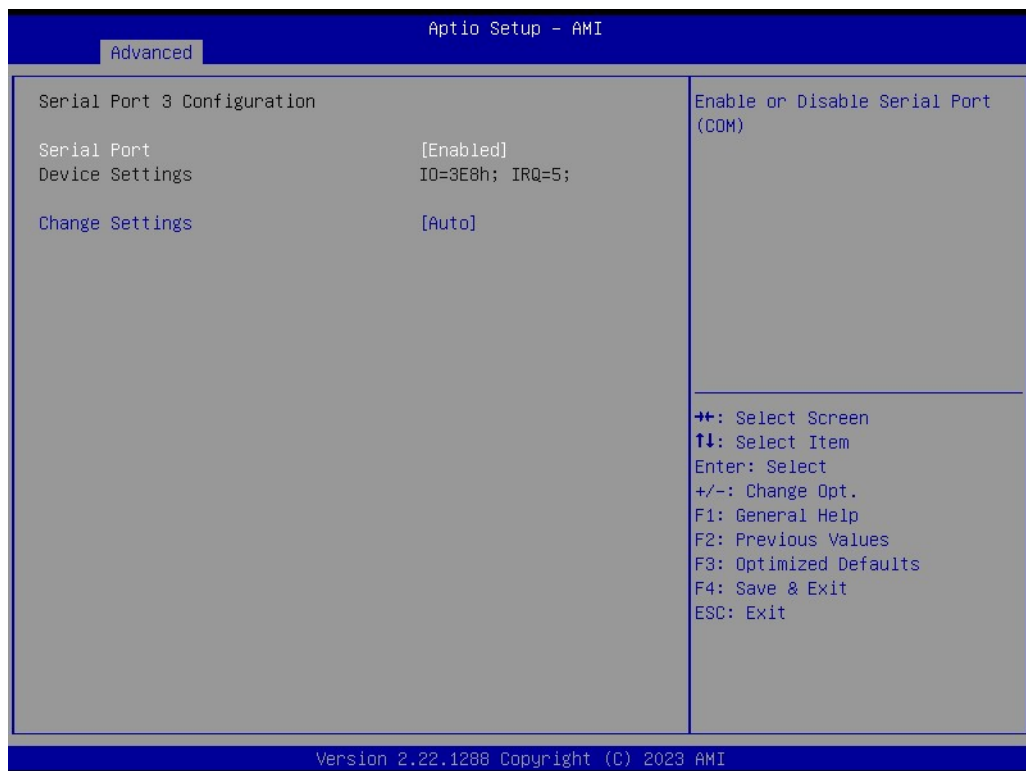 Aptio Setup – AMI
Advanced
Serial Port 3 Configuration
Serial Port [Enabled]
Device Settings IO=3E8h; IRQ=5;
Change Settings [Auto]
Enable or Disable Serial Port
(COM)
→←: Select Screen
↑↓: Select Item
Enter: Select
+/-: Change Opt.
F1: General Help
F2: Previous Values
F3: Optimized Defaults
F4: Save & Exit
ESC: Exit
Version 2.22.1288 Copyright (C) 2023 AMI